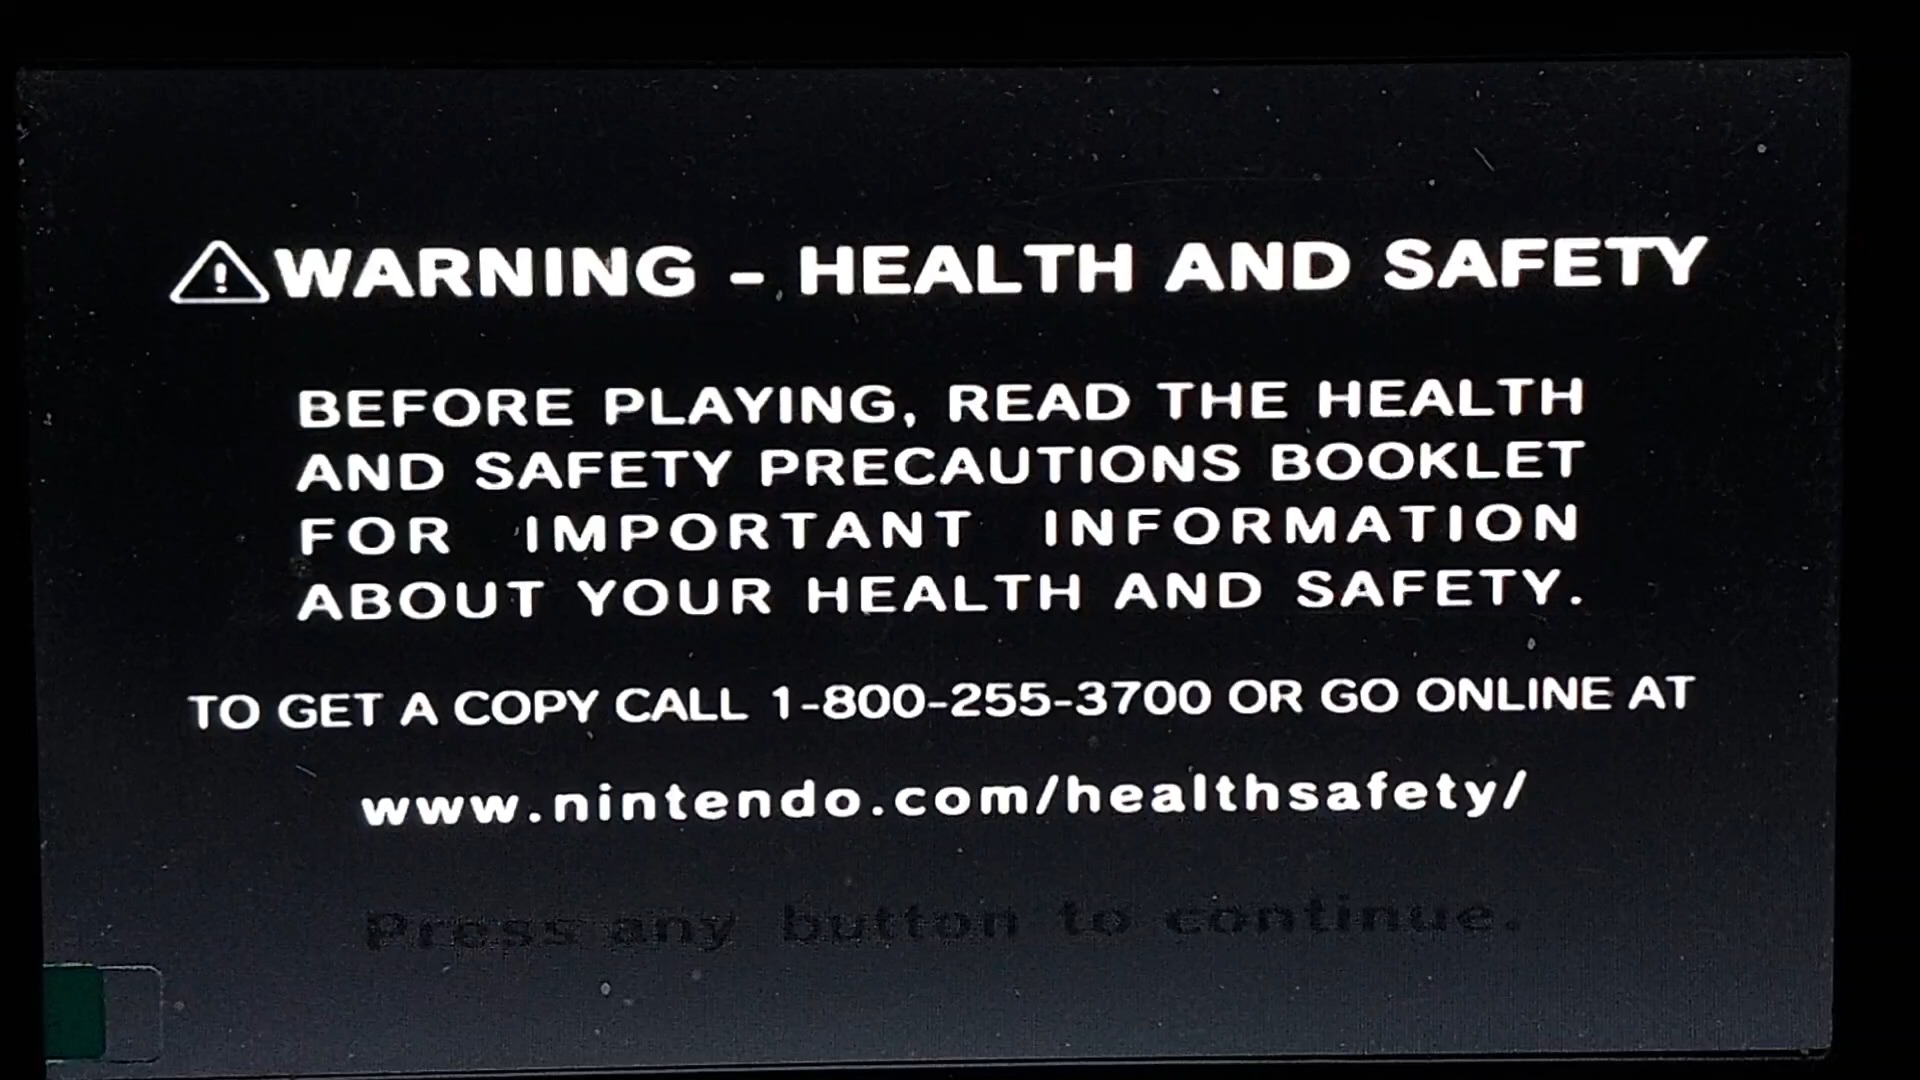 WARNING - HEALTH AND SAFETY
BEFORE PLAYING, READ THE HEALTH
AND SAFETY PRECAUTIONS BOOKLET
FOR IMPORTANT INFORMATION
ABOUT YOUR HEALTH AND SAFETY.
TO GET A COPY CALL 1-800-255-3700 OR GO ONLINE AT
www.nintendo.com/healthsafety/
Press any button to continue.